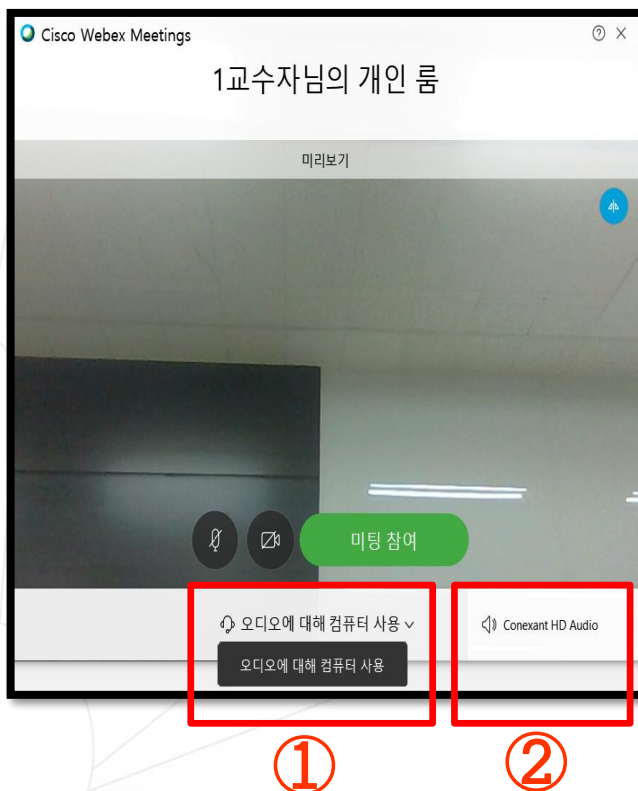 Cisco Webex Meetings
1교수자님의 개인 룸
미리보기
미팅 참여
오디오에 대해 컴퓨터 사용
Conexant HD Audio
오디오에 대해 컴퓨터 사용
① ②